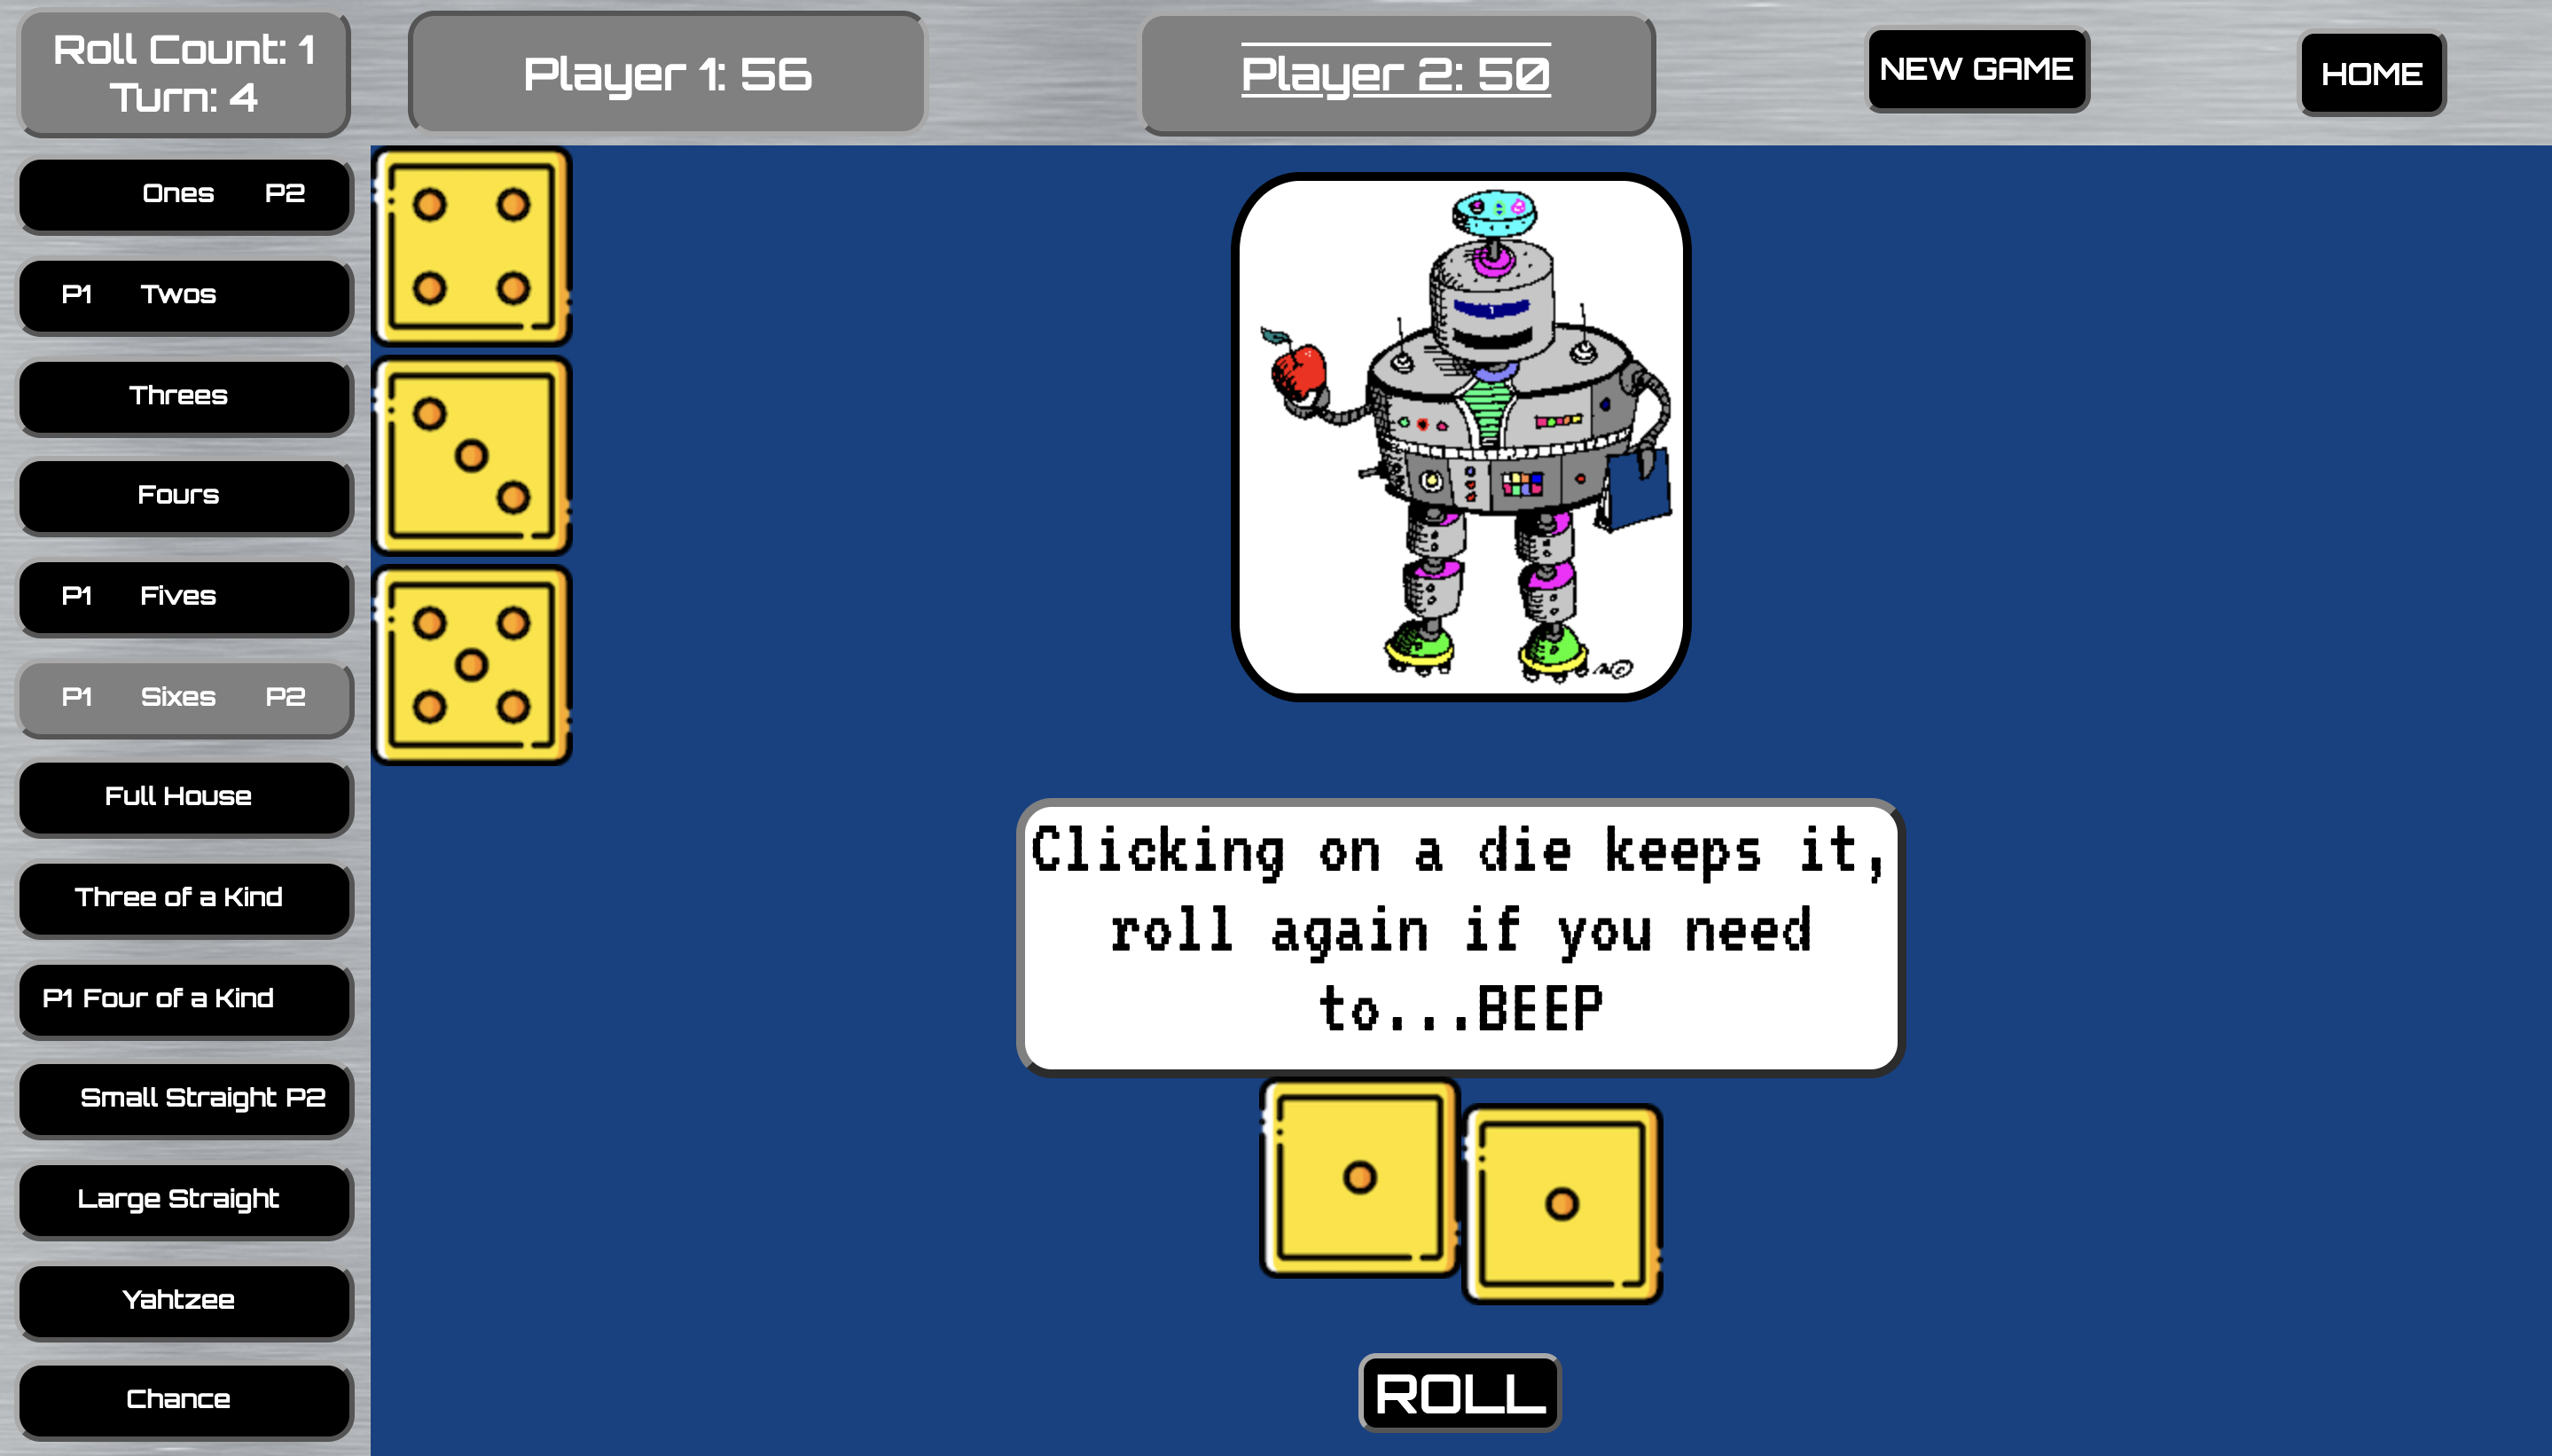 Roll Count: 1
Turn: 4
Player 1: 56
Player 2: 50
NEW GAME
HOME
Ones P2
P1 Twos
Threes
Fours
P1 Fives
P1 Sixes P2
Full House
Three of a Kind
P1 Four of a Kind
Small Straight P2
Large Straight
Yahtzee
Chance
Clicking on a die keeps it,
roll again if you need
to...BEEP
ROLL